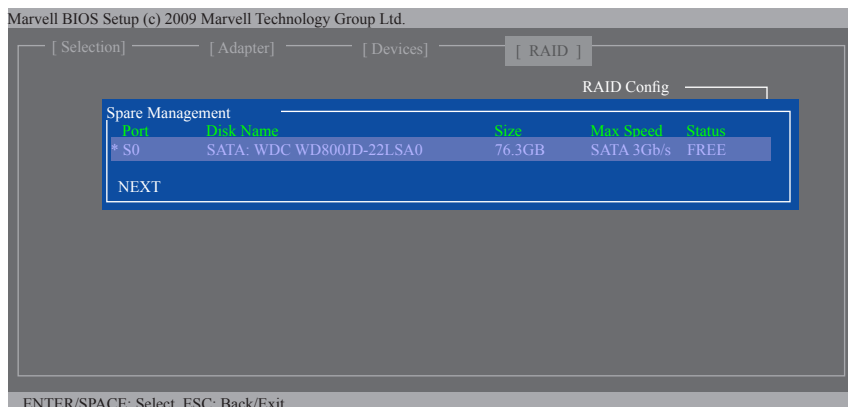 Marvell BIOS Setup (c) 2009 Marvell Technology Group Ltd.
[ Selection] [ Adapter] [ Devices] [ RAID ]
RAID Config
Spare Management
Port Disk Name Size Max Speed Status
* S0 SATA: WDC WD800JD-22LSA0 76.3GB SATA 3Gb/s FREE
NEXT
ENTER/SPACE: Select, ESC: Back/Exit